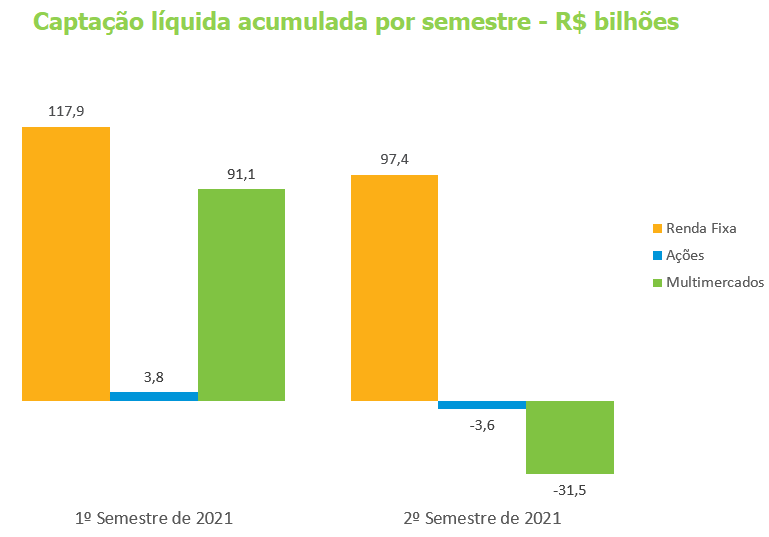 Captação líquida acumulada por semestre - R$ bilhões
117,9
3,8
91,1
97,4
-3,6
-31,5
Renda Fixa
Ações
Multimercados
1º Semestre de 2021
2º Semestre de 2021